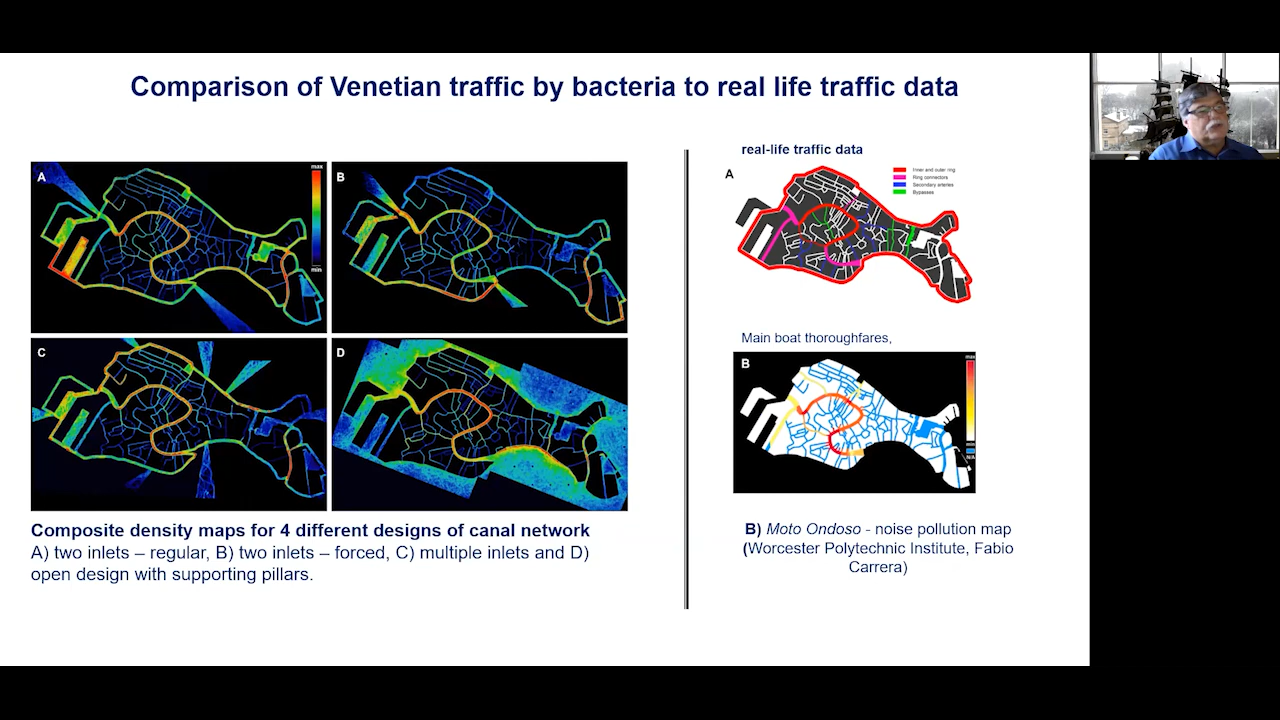 Comparison of Venetian traffic by bacteria to real life traffic data
A
max
min
B
C
D
Composite density maps for 4 different designs of canal network
A) two inlets – regular, B) two inlets – forced, C) multiple inlets and D)
open design with supporting pillars.
real-life traffic data
A
Inner and outer ring
Ring connectors
Secondary arteries
Bypasses
Main boat thoroughfares,
B
max
min
N/A
B) Moto Ondoso - noise pollution map
(Worcester Polytechnic Institute, Fabio
Carrera)